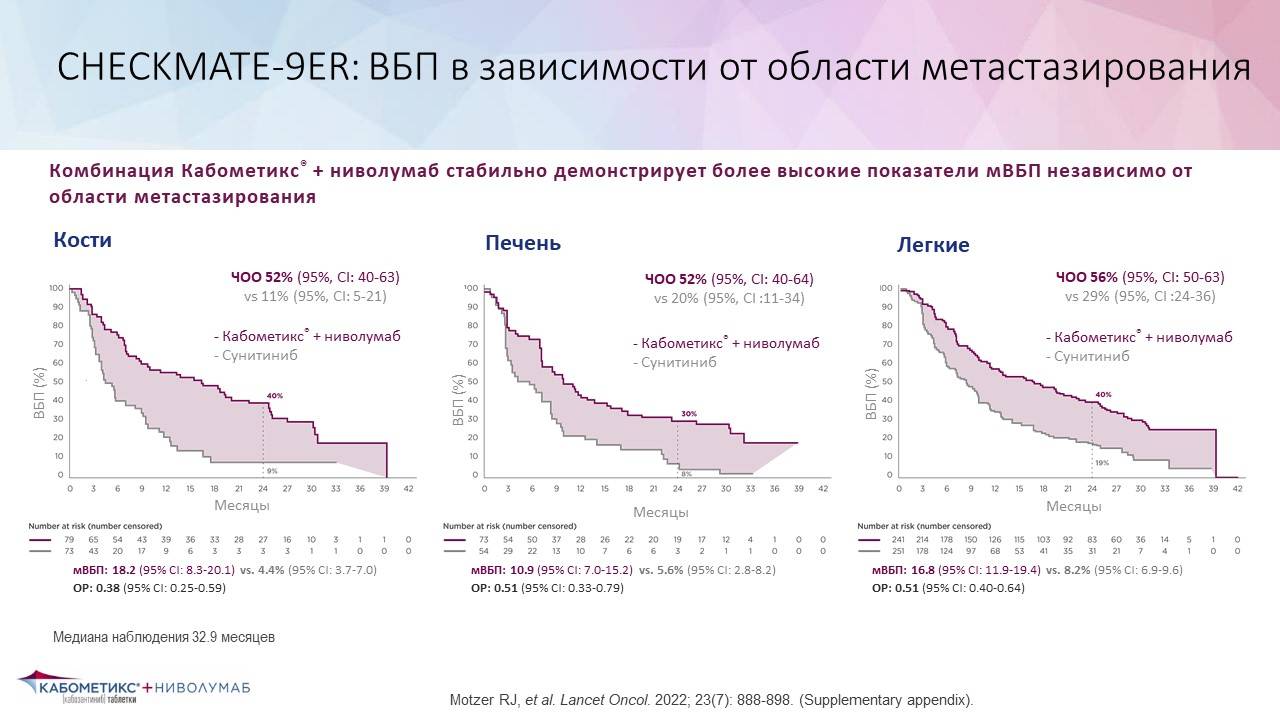 CHECKMATE-9ER: ВБП в зависимости от области метастазирования
Комбинация Кабометикс® + ниволумаб стабильно демонстрирует более высокие показатели мВБП независимо от
области метастазирования
Кости
ЧОО 52% (95%, CI: 40-63)
vs 11% (95%, CI: 5-21)
- Кабометикс® + ниволумаб
- Сунитиниб
ВБП (%)
100
90
80
70
60
50
40
30
20
10
0
40%
9%
0 3 6 9 12 15 18 21 24 27 30 33 36 39 42
Месяцы
Number at risk (number censored)
79 65 54 43 39 36 33 28 27 16 10 3 1 1 0
73 43 20 17 9 6 3 3 3 3 1 1 0 0 0
мВБП: 18.2 (95% CI: 8.3-20.1) vs. 4.4% (95% CI: 3.7-7.0)
ОР: 0.38 (95% CI: 0.25-0.59)
Печень
ЧОО 52% (95%, CI: 40-64)
vs 20% (95%, CI :11-34)
- Кабометикс® + ниволумаб
- Сунитиниб
ВБП (%)
100
90
80
70
60
50
40
30
20
10
0
30%
8%
0 3 6 9 12 15 18 21 24 27 30 33 36 39 42
Месяцы
Number at risk (number censored)
73 54 50 37 28 26 22 20 19 17 12 4 1 0 0
54 29 22 13 10 7 6 6 3 2 1 1 0 0 0
мВБП: 10.9 (95% CI: 7.0-15.2) vs. 5.6% (95% CI: 2.8-8.2)
ОР: 0.51 (95% CI: 0.33-0.79)
Легкие
ЧОО 56% (95%, CI: 50-63)
vs 29% (95%, CI :24-36)
- Кабометикс® + ниволумаб
- Сунитиниб
ВБП (%)
100
90
80
70
60
50
40
30
20
10
0
40%
19%
0 3 6 9 12 15 18 21 24 27 30 33 36 39 42
Месяцы
Number at risk (number censored)
241 214 178 150 126 115 103 92 83 60 36 14 5 1 0
251 178 124 97 68 53 41 35 31 21 7 4 1 0 0
мВБП: 16.8 (95% CI: 11.9-19.4) vs. 8.2% (95% CI: 6.9-9.6)
ОР: 0.51 (95% CI: 0.40-0.64)
Медиана наблюдения 32.9 месяцев
КАБОМЕТИКС®+НИВОЛУМАБ
(кабозантиниб) таблетки
Motzer RJ, et al. Lancet Oncol. 2022; 23(7): 888-898. (Supplementary appendix).